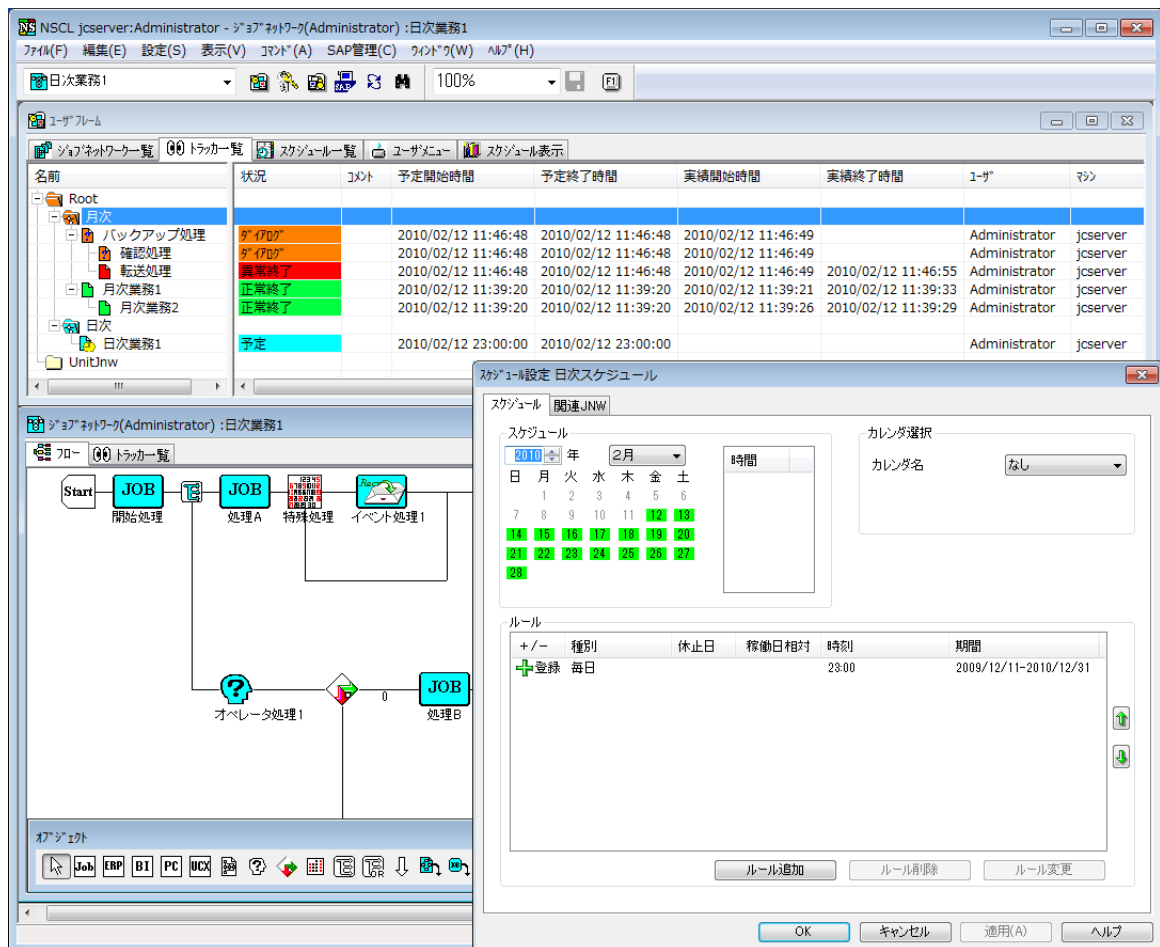 NSCL jcserver:Administrator - ジョブネットワーク(Administrator) :日次業務1
ファイル(F) 編集(E) 設定(S) 表示(V) コマンド(A) SAP管理(C) ウィンドウ(W) ヘルプ(H)
日次業務1 SAP 100% F1
ユーザフレーム
ジョブネットワーク一覧 トラッカ一覧 スケジュール一覧 ユーザメニュー スケジュール表示
名前 状況 コメント 予定開始時間 予定終了時間 実績開始時間 実績終了時間 ユーザ マシン
Root
月次
バックアップ処理 ダイアログ 2010/02/12 11:46:48 2010/02/12 11:46:48 2010/02/12 11:46:49 Administrator jcserver
確認処理 ダイアログ 2010/02/12 11:46:48 2010/02/12 11:46:48 2010/02/12 11:46:49 Administrator jcserver
転送処理 異常終了 2010/02/12 11:46:48 2010/02/12 11:46:48 2010/02/12 11:46:49 2010/02/12 11:46:55 Administrator jcserver
月次業務1 正常終了 2010/02/12 11:39:20 2010/02/12 11:39:20 2010/02/12 11:39:21 2010/02/12 11:39:33 Administrator jcserver
月次業務2 正常終了 2010/02/12 11:39:20 2010/02/12 11:39:20 2010/02/12 11:39:26 2010/02/12 11:39:29 Administrator jcserver
日次
日次業務1 予定 2010/02/12 23:00:00 2010/02/12 23:00:00 Administrator jcserver
UnitJnw
ジョブネットワーク(Administrator) :日次業務1
フロー トラッカ一覧
Start JOB JOB
開始処理 処理A 特殊処理 イベント処理1
0 JOB
オペレータ処理1 処理B
オブジェクト
Job ERP BI PC UCX
スケジュール設定 日次スケジュール
スケジュール 関連JNW
スケジュール
2010 年 2月 時間
日 月 火 水 木 金 土
1 2 3 4 5 6
7 8 9 10 11 12 13
14 15 16 17 18 19 20
21 22 23 24 25 26 27
28
カレンダ選択
カレンダ名 なし
ルール
+/- 種別 休止日 稼働日相対 時刻 期間
登録 毎日 23:00 2009/12/11-2010/12/31
ルール追加 ルール削除 ルール変更
OK キャンセル 適用(A) ヘルプ